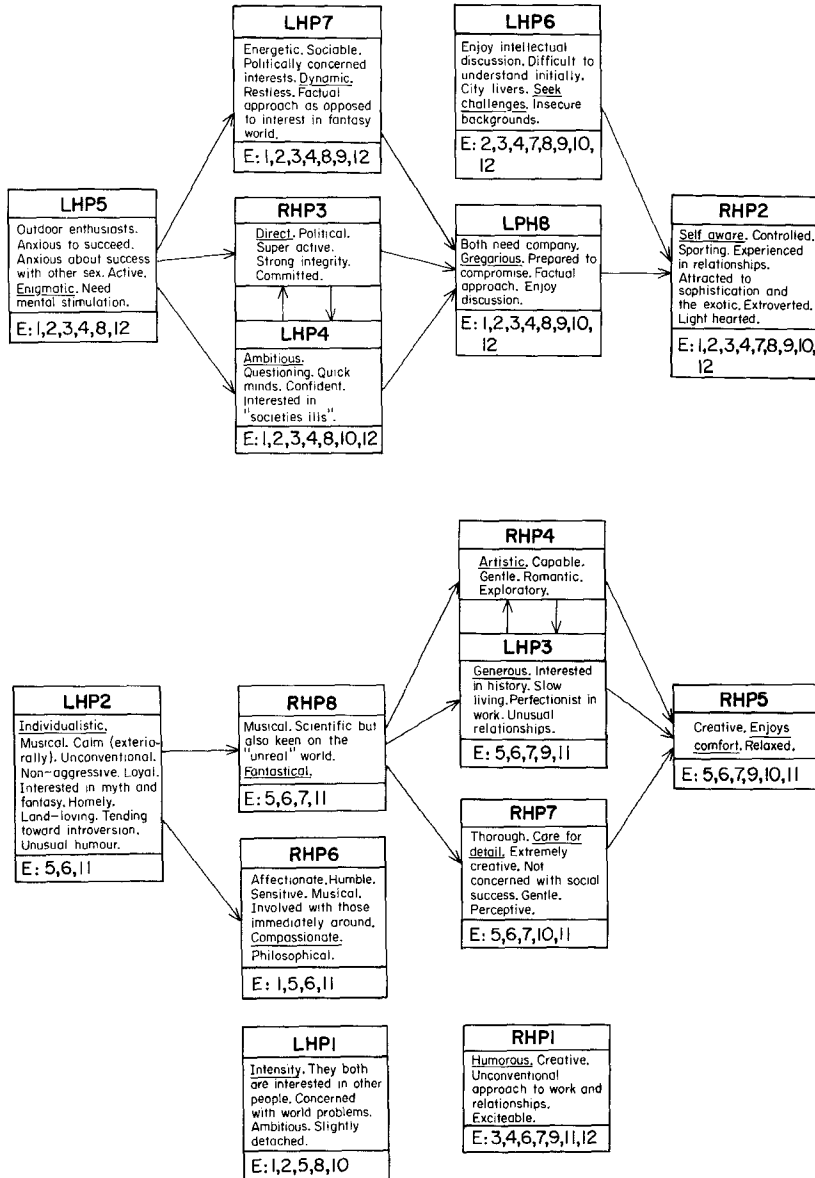 LHP7
Energetic. Sociable.
Politically concerned
interests. Dynamic.
Restless. Factual
approach as opposed
to interest in fantasy
world.
E: 1,2,3,4,8,9,12
LHP6
Enjoy intellectual
discussion. Difficult to
understand initially.
City livers. Seek
challenges. Insecure
backgrounds.
E: 2,3,4,7,8,9,10,
12
LHP5
Outdoor enthusiasts.
Anxious to succeed.
Anxious about success
with other sex. Active.
Enigmatic. Need
mental stimulation.
E: 1,2,3,4,8,12
RHP3
Direct. Political.
Super active.
Strong integrity.
Committed.
LHP4
Ambitious.
Questioning. Quick
minds. Confident.
Interested in
"societies ills".
E: 1,2,3,4,8,10,12
LPH8
Both need company.
Gregarious. Prepared to
compromise. Factual
approach. Enjoy
discussion.
E: 1,2,3,4,8,9,10,
12
RHP2
Self aware. Controlled.
Sporting. Experienced
in relationships.
Attracted to
sophistication and
the exotic. Extroverted.
Light hearted.
E: 1,2,3,4,7,8,9,10,
12
RHP4
Artistic. Capable.
Gentle. Romantic.
Exploratory.
LHP3
Generous. Interested
in history. Slow
living. Perfectionist in
work. Unusual
relationships.
E: 5,6,7,9,11
LHP2
Individualistic.
Musical. Calm (exterio-
rally). Unconventional.
Non-aggressive. Loyal.
Interested in myth and
fantasy. Homely.
Land-loving. Tending
toward introversion.
Unusual humour.
E: 5,6,11
RHP8
Musical. Scientific but
also keen on the
"unreal" world.
Fantastical.
E: 5,6,7,11
RHP5
Creative. Enjoys
comfort. Relaxed.
E: 5,6,7,9,10,11
RHP6
Affectionate. Humble.
Sensitive. Musical.
Involved with those
immediately around.
Compassionate.
Philosophical.
E: 1,5,6,11
RHP7
Thorough. Care for
detail. Extremely
creative. Not
concerned with social
success. Gentle.
Perceptive.
E: 5,6,7,10,11
LHP1
Intensity. They both
are interested in other
people. Concerned
with world problems.
Ambitious. Slightly
detached.
E: 1,2,5,8,10
RHP1
Humorous. Creative.
Unconventional
approach to work and
relationships.
Exciteable.
E: 3,4,6,7,9,11,12